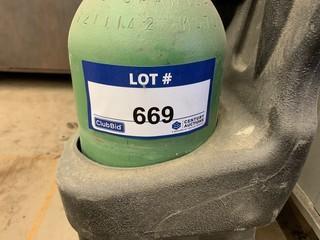 LOT #
669
ClubBid
CENTURY
AUCTIONS